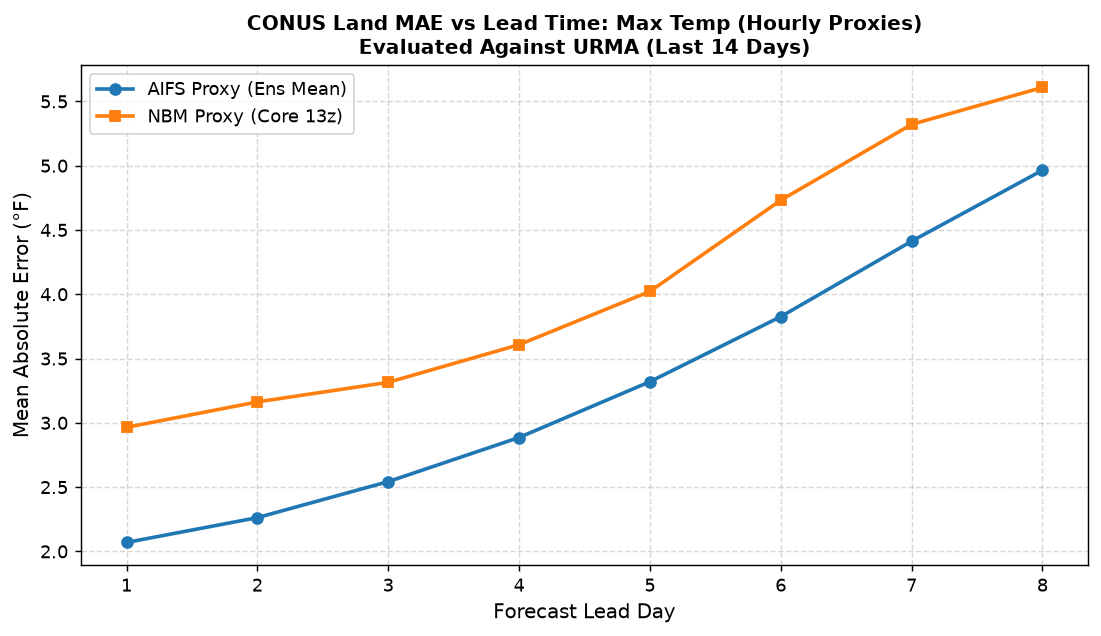 CONUS Land MAE vs Lead Time: Max Temp (Hourly Proxies)
Evaluated Against URMA (Last 14 Days)
AIFS Proxy (Ens Mean)
NBM Proxy (Core 13z)
Mean Absolute Error (°F)
5.5
5.0
4.5
4.0
3.5
3.0
2.5
2.0
1 2 3 4 5 6 7 8
Forecast Lead Day